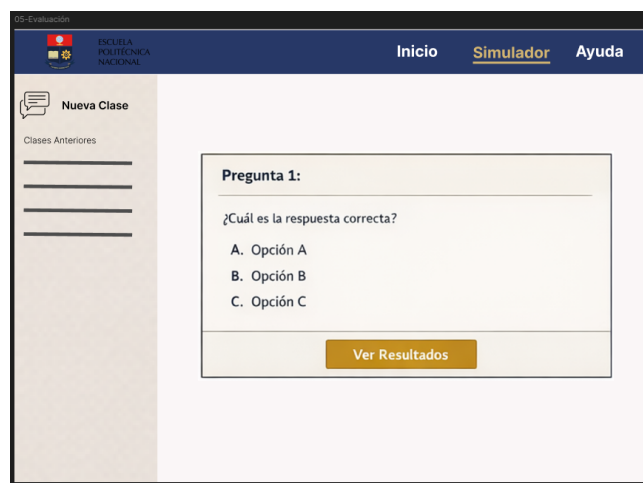 05-Evaluación
ESCUELA
POLITÉCNICA
NACIONAL
Inicio
Simulador
Ayuda
Nueva Clase
Clases Anteriores
Pregunta 1:
¿Cuál es la respuesta correcta?
A. Opción A
B. Opción B
C. Opción C
Ver Resultados